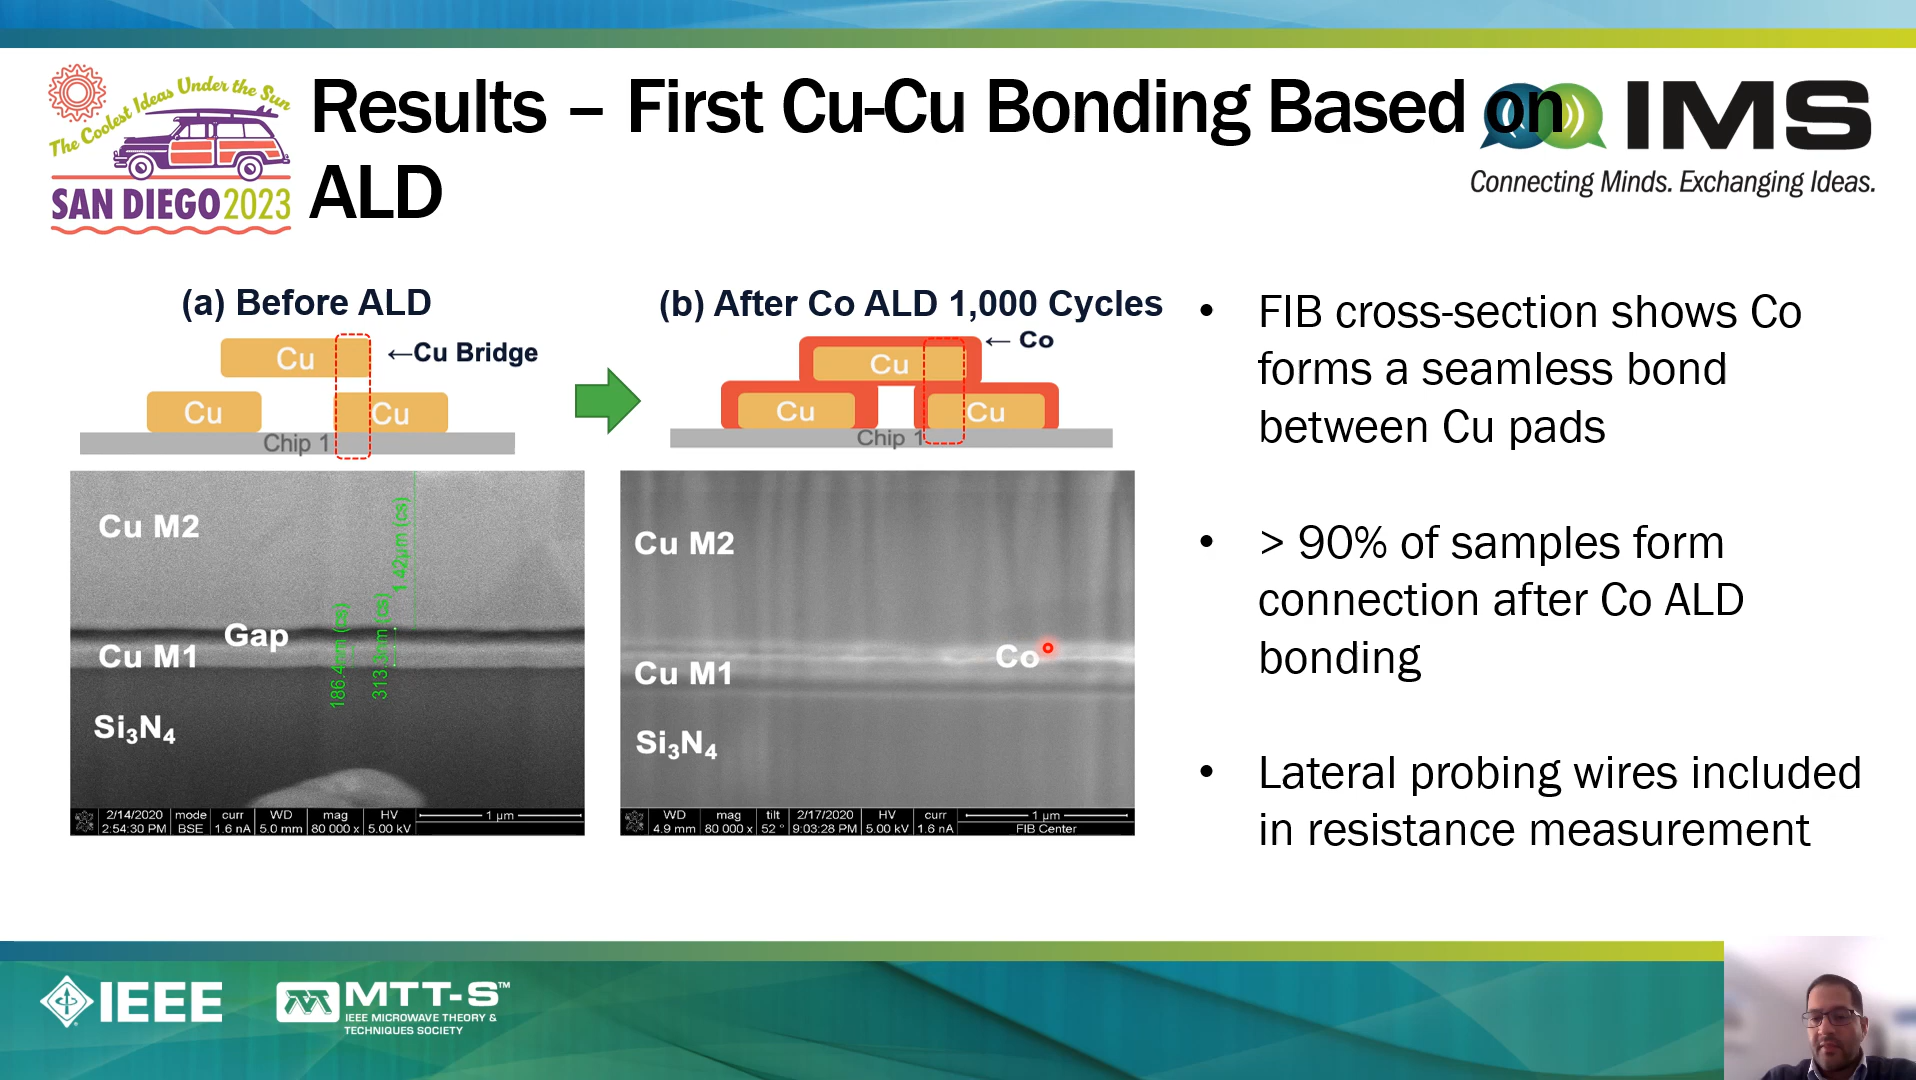 The Coolest Ideas Under the Sun
SAN DIEGO 2023
Results – First Cu-Cu Bonding Based on
ALD
IMS
Connecting Minds. Exchanging Ideas.
(a) Before ALD
Cu
←Cu Bridge
Cu
Cu
Chip 1
(b) After Co ALD 1,000 Cycles
← Co
Cu
Cu
Cu
Chip 1
Cu M2
1.42µm (cs)
Gap
Cu M1
186.4nm (cs)
313.3nm (cs)
Si₃N₄
2/14/2020 mode curr WD mag HV 1 µm
2:54:30 PM BSE 1.6 nA 5.0 mm 80 000 x 5.00 kV
Cu M2
Co
Cu M1
Si₃N₄
WD mag tilt 2/17/2020 HV curr 1 µm
4.9 mm 80 000 x 52 ° 9:03:28 PM 5.00 kV 1.6 nA FIB Center
• FIB cross-section shows Co
forms a seamless bond
between Cu pads
• > 90% of samples form
connection after Co ALD
bonding
• Lateral probing wires included
in resistance measurement
IEEE
MTT-S™
IEEE MICROWAVE THEORY &
TECHNIQUES SOCIETY